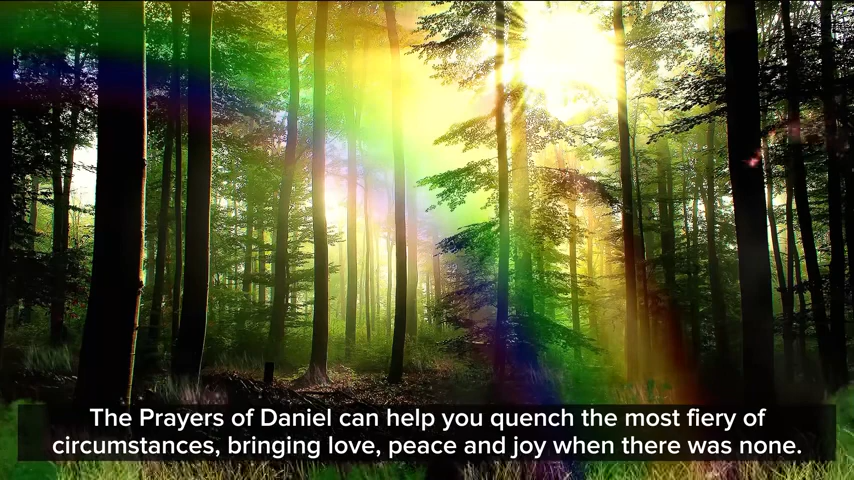 The Prayers of Daniel can help you quench the most fiery of
circumstances, bringing love, peace and joy when there was none.